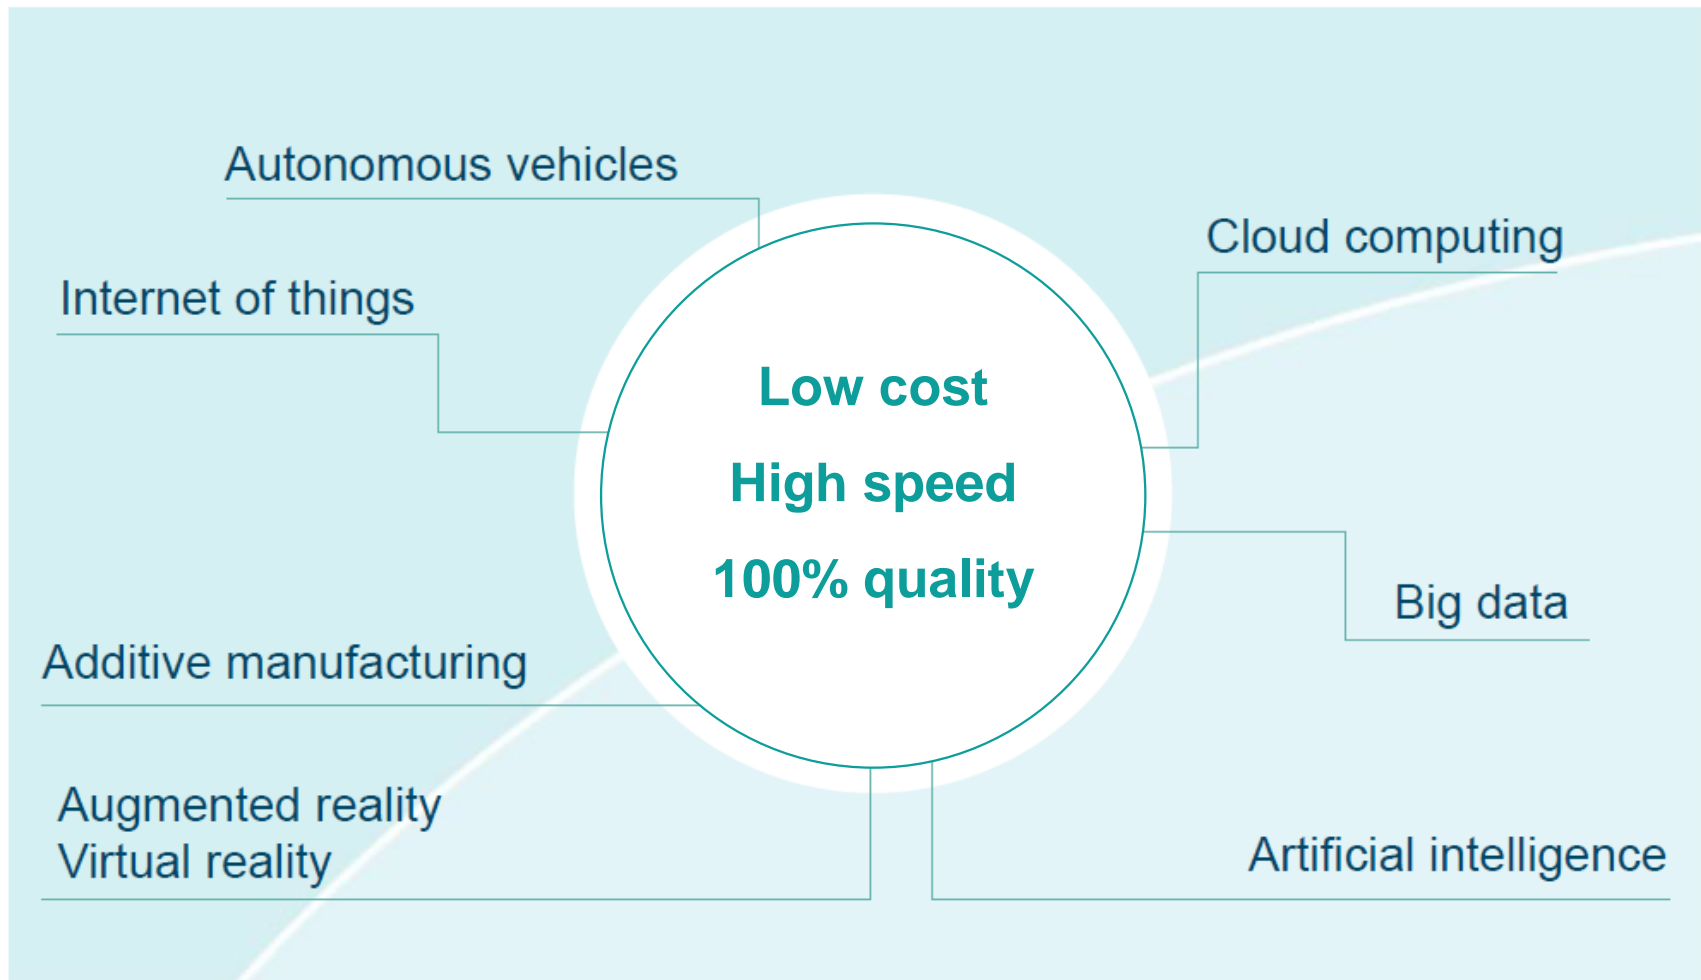 Autonomous vehicles
Cloud computing
Internet of things
Low cost
High speed
100% quality
Big data
Additive manufacturing
Augmented reality
Virtual reality
Artificial intelligence